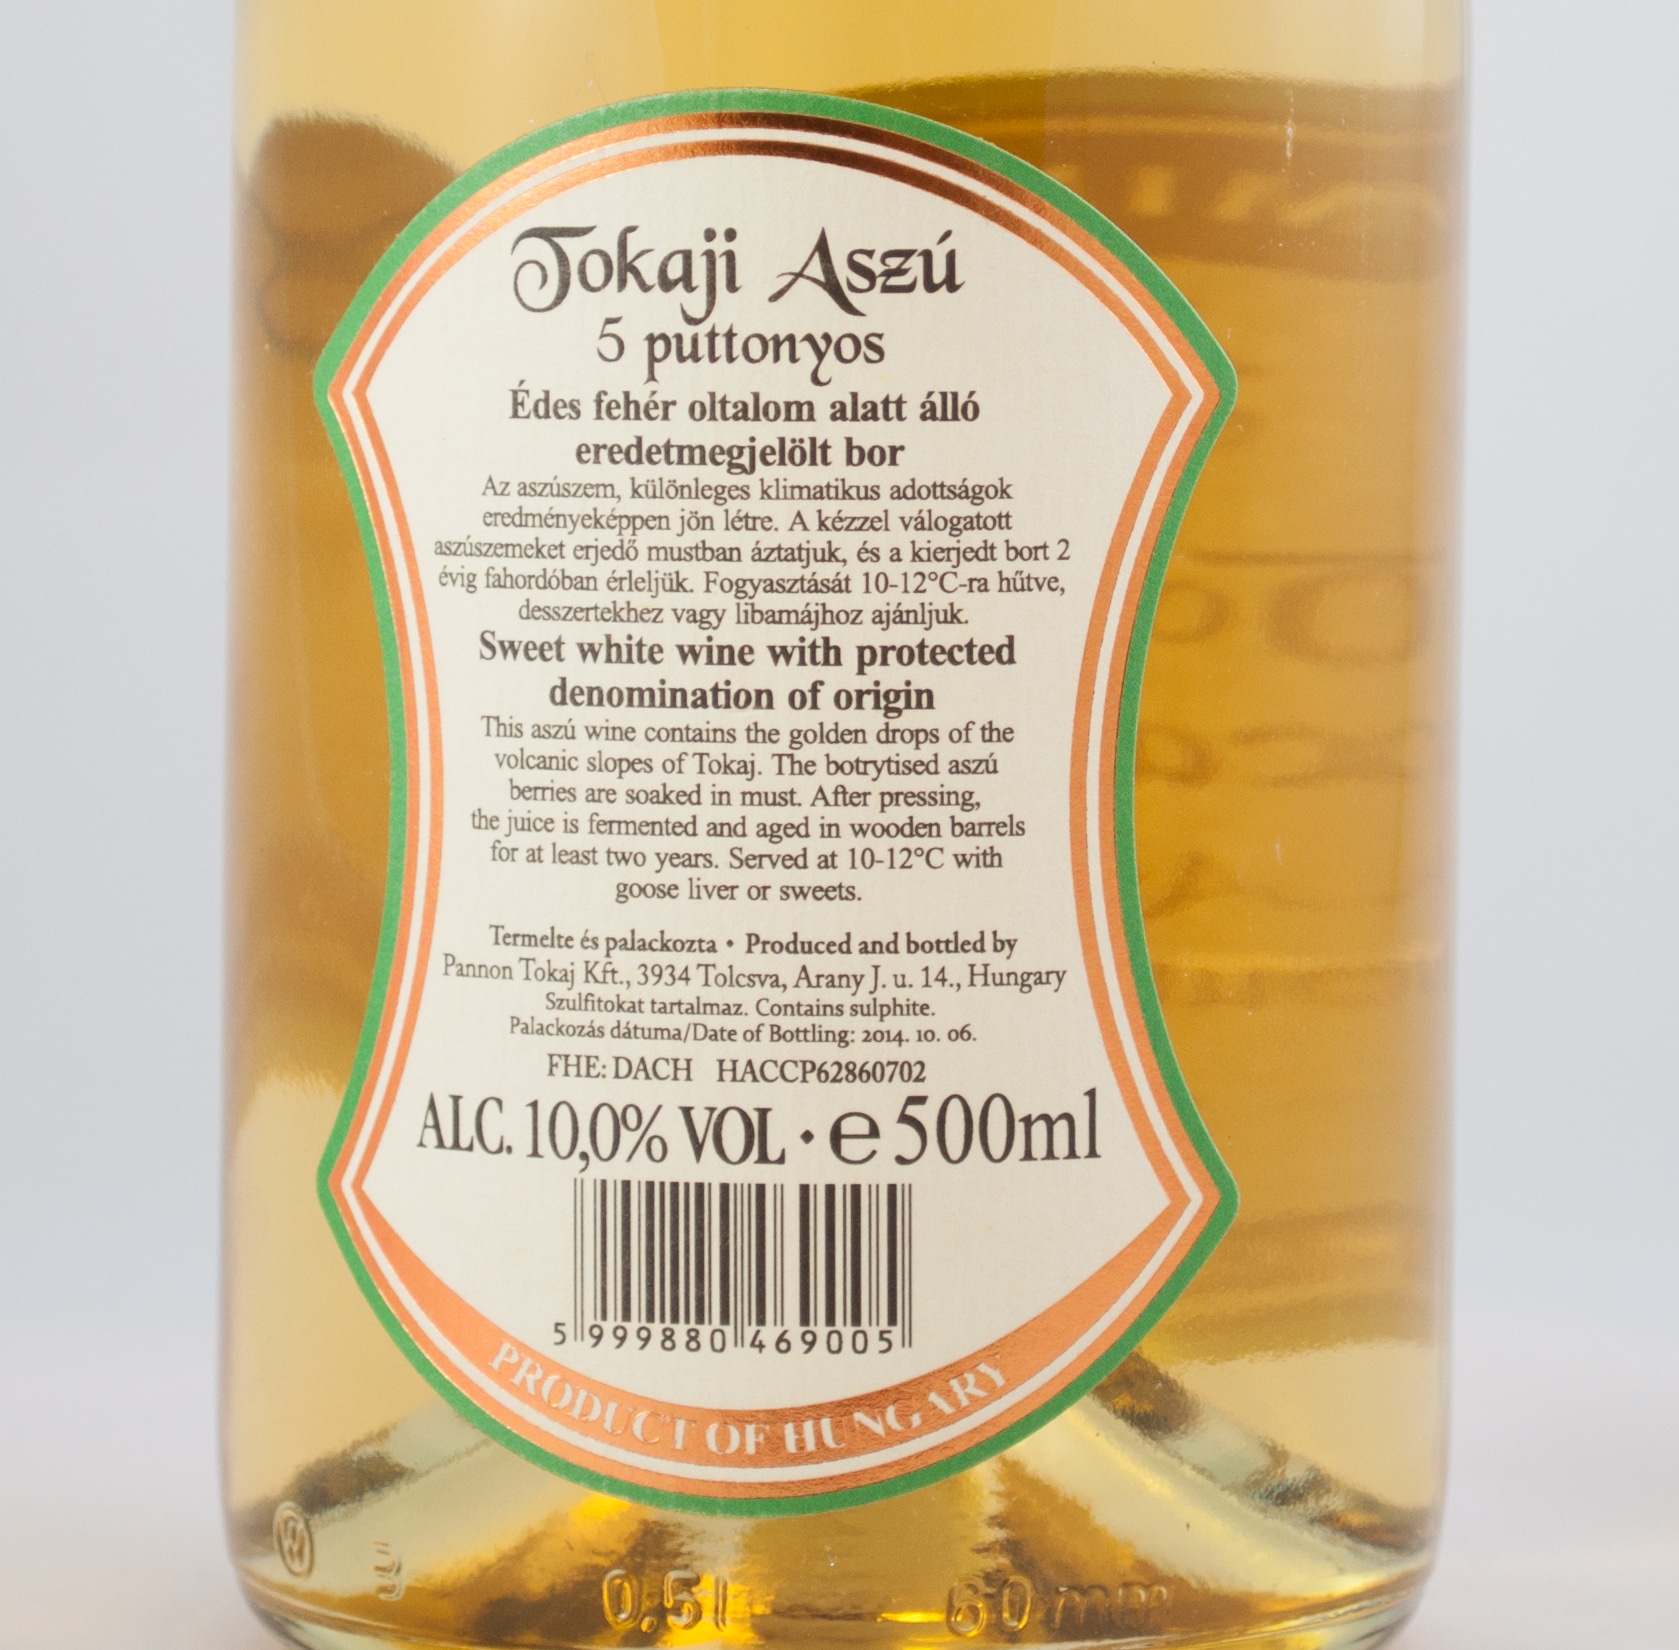 Tokaji Aszú
5 puttonyos
Édes fehér oltalom alatt álló
eredetmegjelölt bor
Az aszúszem, különleges klimatikus adottságok
eredményeképpen jön létre. A kézzel válogatott
aszúszemeket erjedő mustban áztatjuk, és a kierjedt bort 2
évig fahordóban érleljük. Fogyasztását 10-12°C-ra hűtve,
desszertekhez vagy libamájhoz ajánljuk.
Sweet white wine with protected
denomination of origin
This aszú wine contains the golden drops of the
volcanic slopes of Tokaj. The botrytised aszú
berries are soaked in must. After pressing,
the juice is fermented and aged in wooden barrels
for at least two years. Served at 10-12°C with
goose liver or sweets.
Termelte és palackozta • Produced and bottled by
Pannon Tokaj Kft., 3934 Tolcsva, Arany J. u. 14., Hungary
Szulfitokat tartalmaz. Contains sulphite.
Palackozás dátuma/Date of Bottling: 2014. 10. 06.
FHE: DACH HACCP62860702
ALC. 10,0% VOL · e 500ml
5 999880 469005
PRODUCT OF HUNGARY
0.5l 60 mm